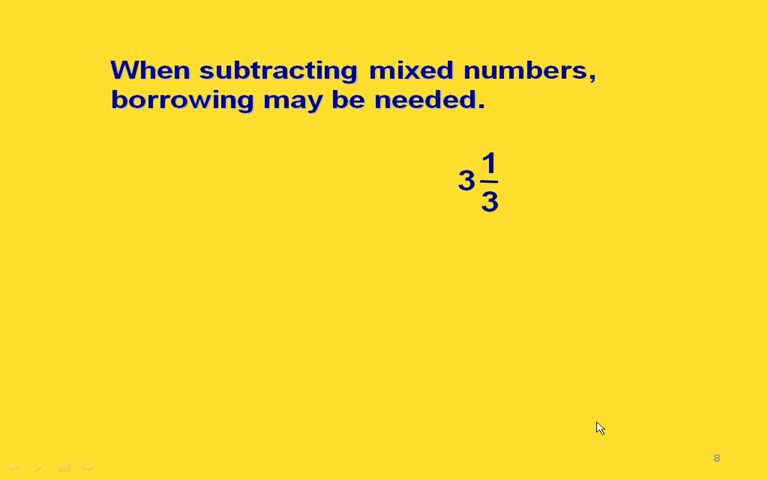 When subtracting mixed numbers,
borrowing may be needed.
3 1/3
8